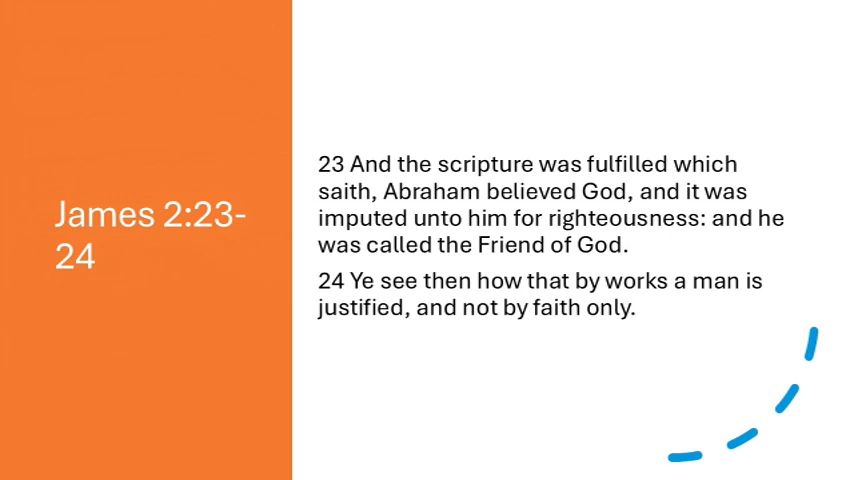 James 2:23-
24
23 And the scripture was fulfilled which
saith, Abraham believed God, and it was
imputed unto him for righteousness: and he
was called the Friend of God.
24 Ye see then how that by works a man is
justified, and not by faith only.